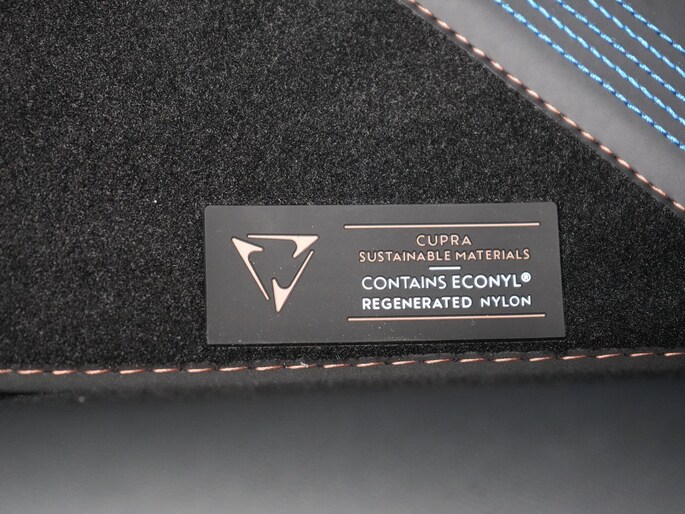 CUPRA
SUSTAINABLE MATERIALS
CONTAINS ECONYL®
REGENERATED NYLON